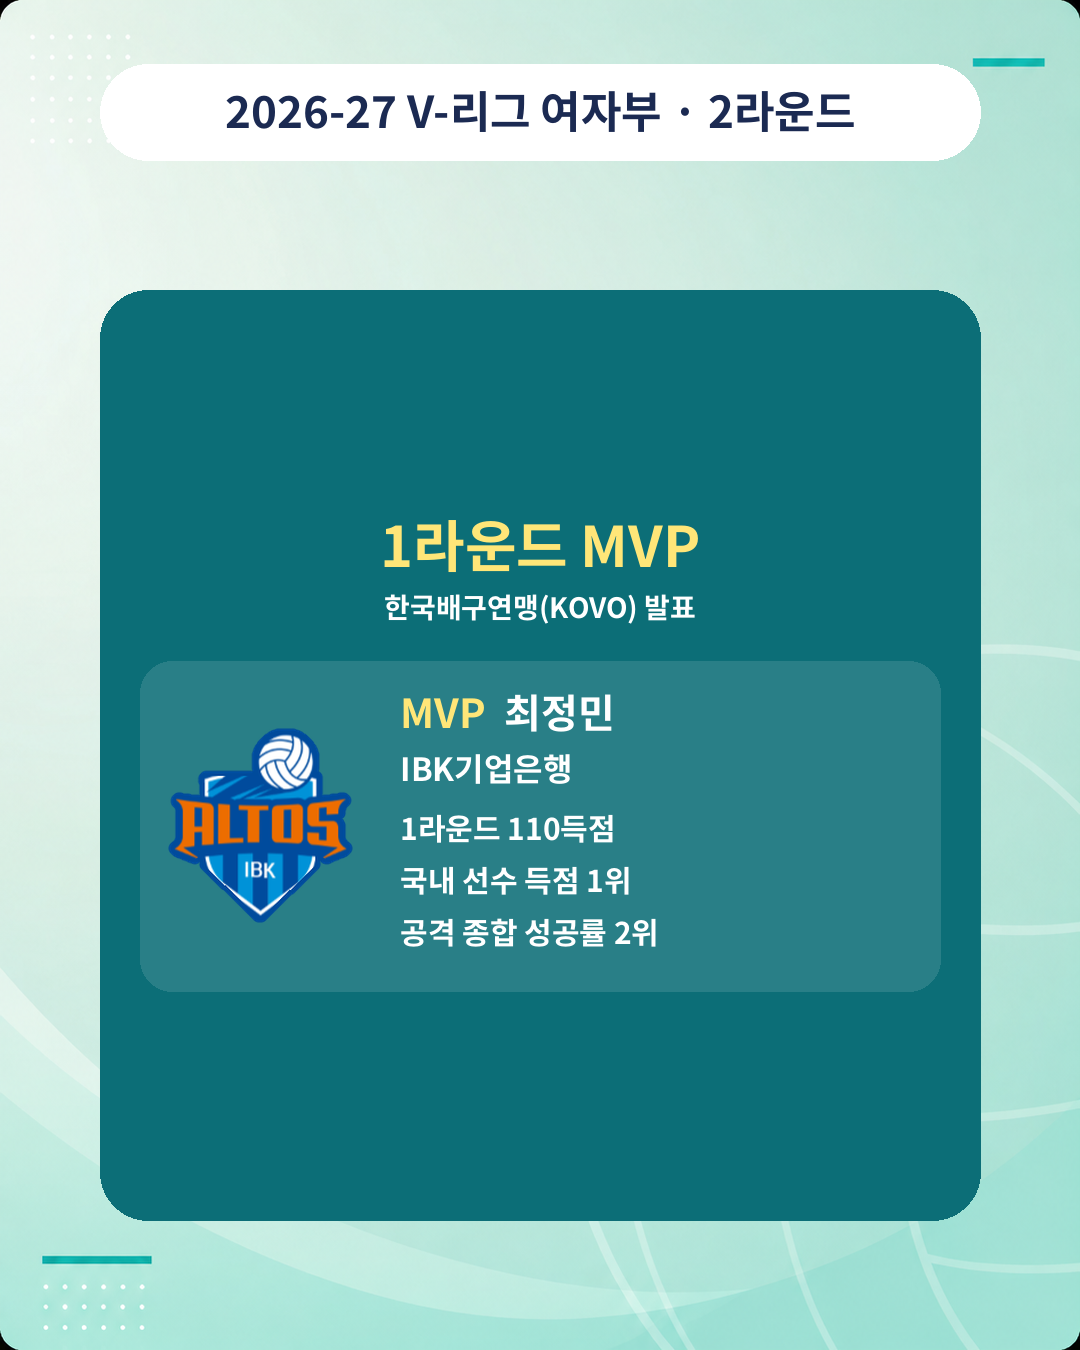 2026-27 V-리그 여자부 · 2라운드
1라운드 MVP
한국배구연맹(KOVO) 발표
MVP 최정민
IBK기업은행
1라운드 110득점
국내 선수 득점 1위
공격 종합 성공률 2위
ALTOS
IBK